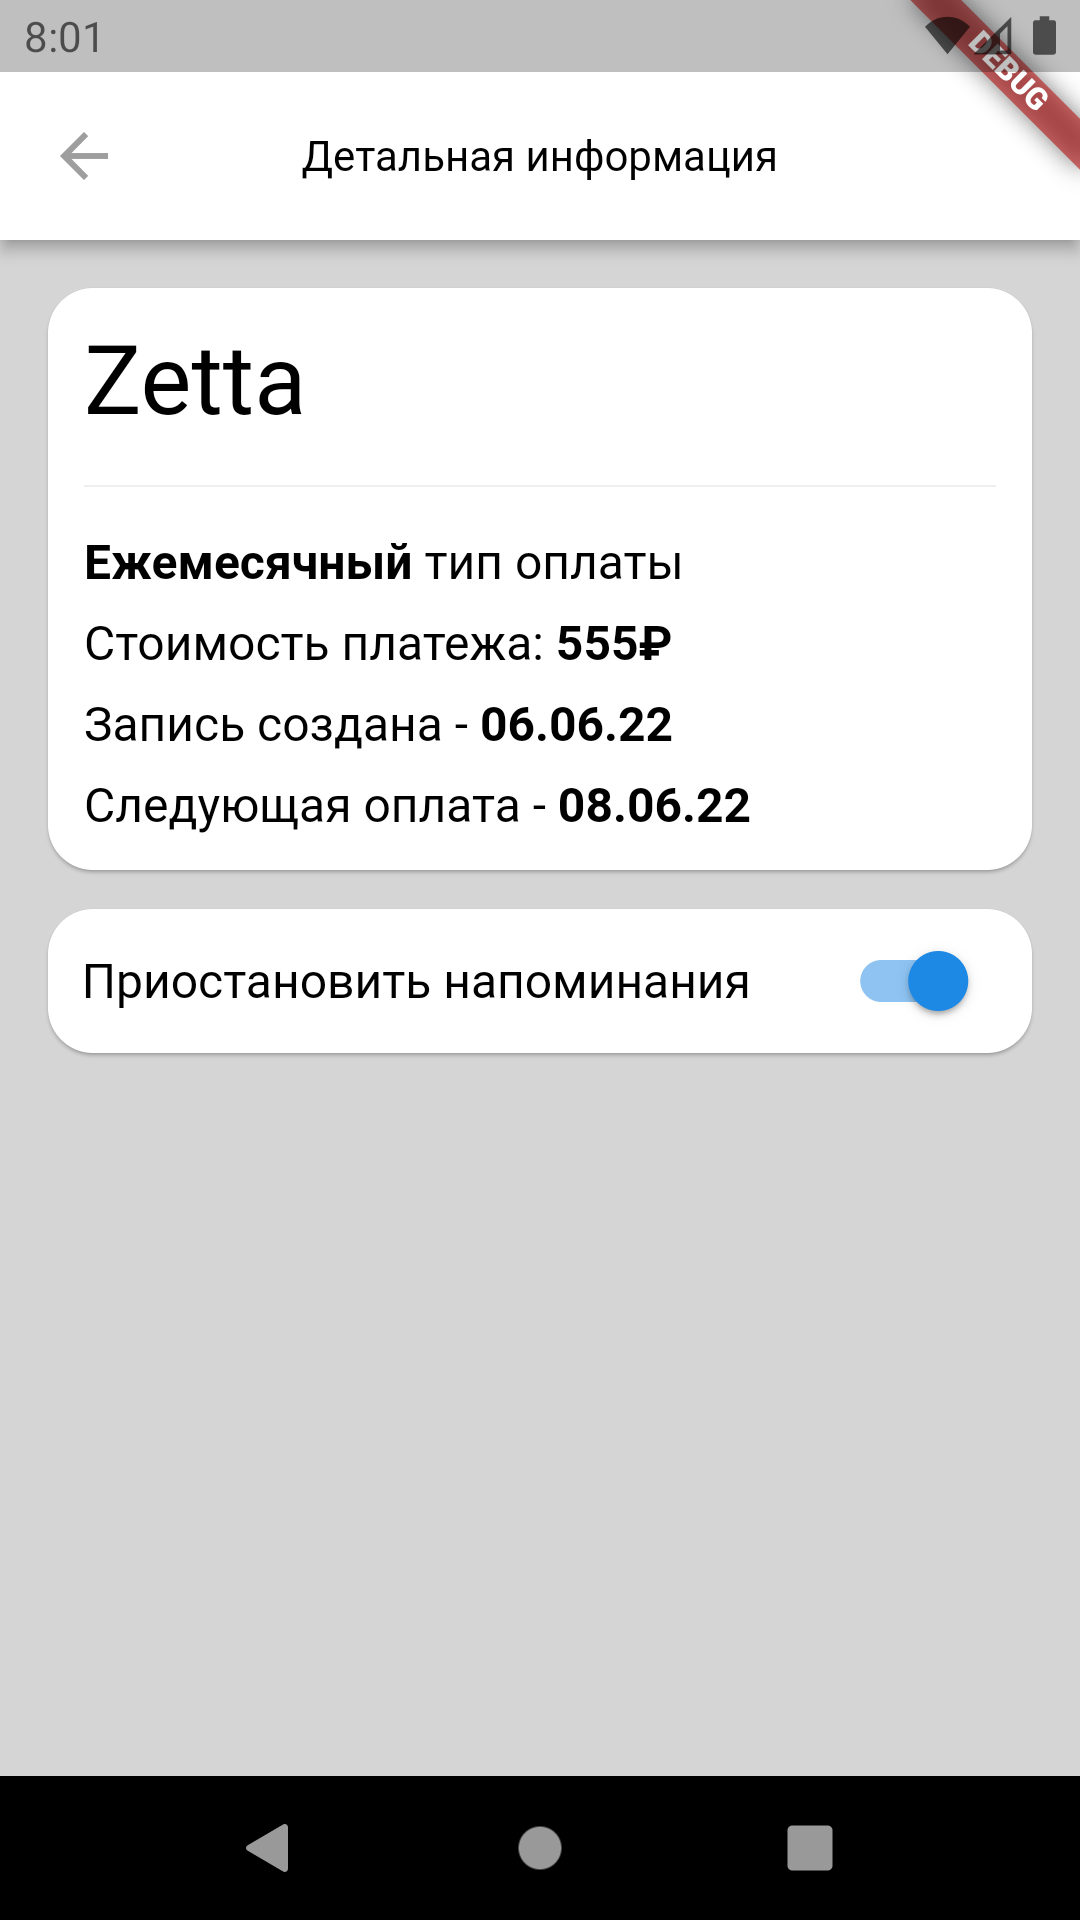 8:01
DEBUG
Детальная информация
Zetta
Ежемесячный тип оплаты
Стоимость платежа: 555₽
Запись создана - 06.06.22
Следующая оплата - 08.06.22
Приостановить напоминания